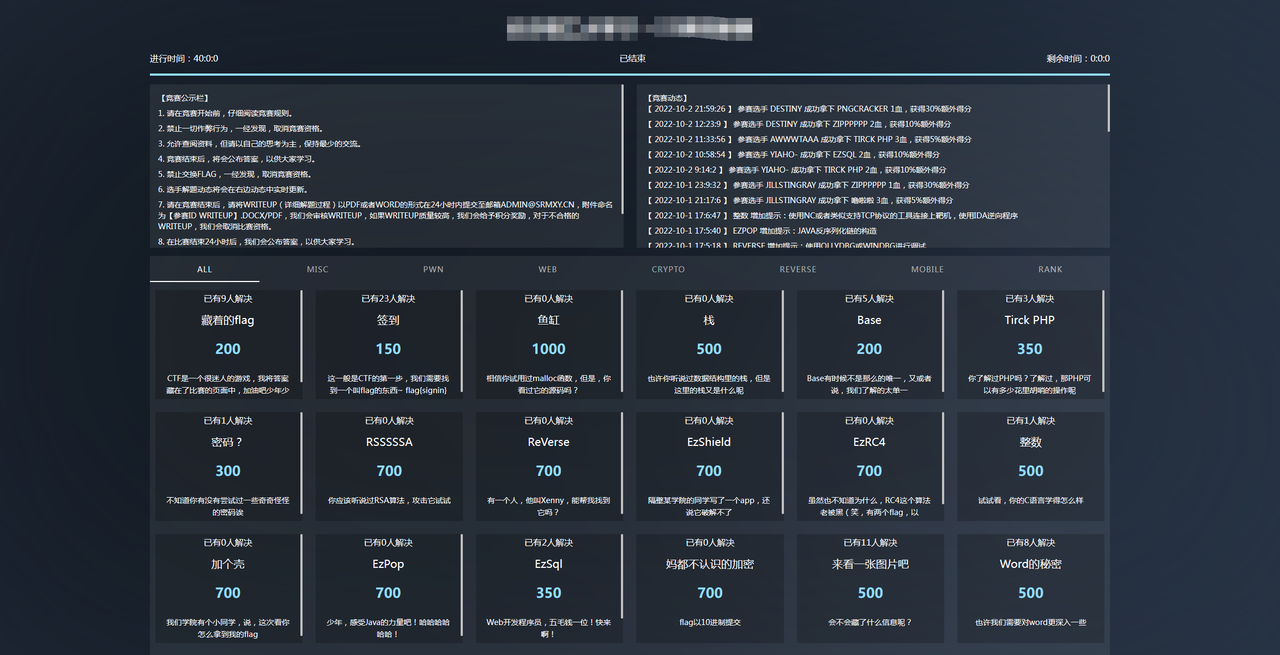 进行时间：40:0:0
已结束
剩余时间：0:0:0
【竞赛公示栏】
1. 请在竞赛开始前，仔细阅读竞赛规则。
2. 禁止一切作弊行为，一经发现，取消竞赛资格。
3. 允许查阅资料，但请以自己的思考为主，保持最少的交流。
4. 竞赛结束后，将会公布答案，以供大家学习。
5. 禁止交换FLAG，一经发现，取消竞赛资格。
6. 选手解题动态将会在右边动态中实时更新。
7. 请在竞赛结束后，请将WRITEUP（详细解题过程）以PDF或者WORD的形式在24小时内提交至邮箱ADMIN@SRMXY.CN，附件命名
为【参赛ID WRITEUP】.DOCX/PDF，我们会审核WRITEUP，如果WRITEUP质量较高，我们会给予积分奖励，对于不合格的
WRITEUP，我们会取消比赛资格。
8. 在比赛结束24小时后，我们会公布答案，以供大家学习。
【竞赛动态】
【 2022-10-2 21:59:26 】 参赛选手 DESTINY 成功拿下 PNGCRACKER 1血，获得30%额外得分
【 2022-10-2 12:23:9 】 参赛选手 DESTINY 成功拿下 ZIPPPPPP 2血，获得10%额外得分
【 2022-10-2 11:33:56 】 参赛选手 AWWWTAAA 成功拿下 TIRCK PHP 3血，获得5%额外得分
【 2022-10-2 10:58:54 】 参赛选手 YIAHO- 成功拿下 EZSQL 2血，获得10%额外得分
【 2022-10-2 9:14:2 】 参赛选手 YIAHO- 成功拿下 TIRCK PHP 2血，获得10%额外得分
【 2022-10-1 23:9:32 】 参赛选手 JILLSTINGRAY 成功拿下 ZIPPPPPP 1血，获得30%额外得分
【 2022-10-1 21:17:6 】 参赛选手 JILLSTINGRAY 成功拿下 噜啦啦 3血，获得5%额外得分
【 2022-10-1 17:6:47 】 整数 增加提示：使用NC或者类似支持TCP协议的工具连接上靶机，使用IDA逆向程序
【 2022-10-1 17:5:40 】 EZPOP 增加提示：JAVA反序列化链的构造
【 2022-10-1 17:5:18 】 REVERSE 增加提示：使用OLLYDBG或WINDBG进行调试
ALL
MISC
PWN
WEB
CRYPTO
REVERSE
MOBILE
RANK
已有9人解决
藏着的flag
200
CTF是一个很迷人的游戏，我将答案
藏在了比赛的页面中，加油吧少年少
已有23人解决
签到
150
这一般是CTF的第一步，我们需要找
到一个叫flag的东西~ flag{signin}
已有0人解决
鱼缸
1000
相信你试用过malloc函数，但是，你
看过它的源码吗？
已有0人解决
栈
500
也许你听说过数据结构里的栈，但是
这里的栈又是什么呢
已有5人解决
Base
200
Base有时候不是那么的唯一，又或者
说，我们了解的太单一
已有3人解决
Tirck PHP
350
你了解过PHP吗？了解过，那PHP可
以有多少花里胡哨的操作呢
已有1人解决
密码？
300
不知道你有没有尝试过一些奇奇怪怪
的密码诶
已有0人解决
RSSSSSA
700
你应该听说过RSA算法，攻击它试试
已有0人解决
ReVerse
700
有一个人，他叫Xenny，能帮我找到
它吗？
已有0人解决
EzShield
700
隔壁某学院的同学写了一个app，还
说它破解不了
已有0人解决
EzRC4
700
虽然也不知道为什么，RC4这个算法
老被黑（笑，有两个flag，以
已有1人解决
整数
500
试试看，你的C语言学得怎么样
已有0人解决
加个壳
700
我们学院有个小同学，说，这次看你
怎么拿到我的flag
已有0人解决
EzPop
700
少年，感受Java的力量吧！哈哈哈哈
哈哈！
已有2人解决
EzSql
350
Web开发程序员，五毛钱一位！快来
啊！
已有0人解决
妈都不认识的加密
700
flag以10进制提交
已有11人解决
来看一张图片吧
500
会不会藏了什么信息呢？
已有8人解决
Word的秘密
500
也许我们需要对word更深入一些